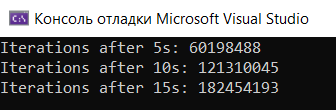 Консоль отладки Microsoft Visual Studio
Iterations after 5s: 60198488
Iterations after 10s: 121310045
Iterations after 15s: 182454193